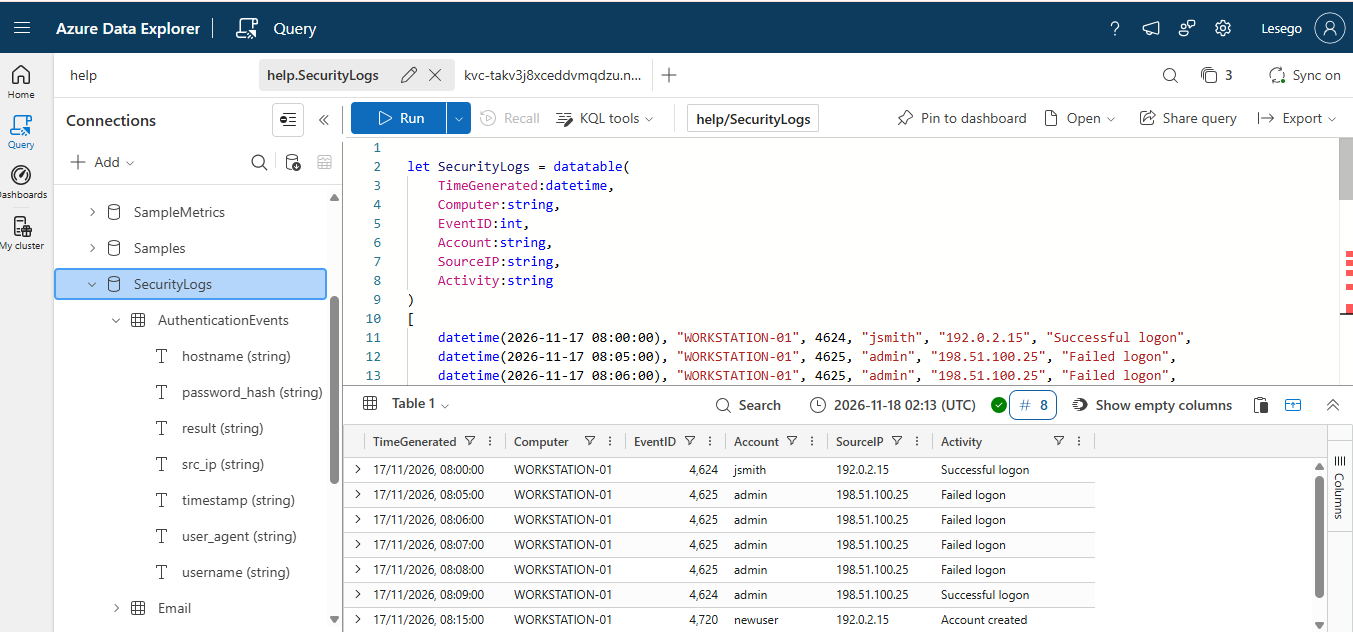 Azure Data Explorer
Query
?
Lesego
help
help.SecurityLogs
kvc-takv3j8xceddvmqdzu.n...
3
Sync on
Home
Query
Dashboards
My cluster
Connections
Add
Run
Recall
KQL tools
help/SecurityLogs
Pin to dashboard
Open
Share query
Export
SampleMetrics
Samples
SecurityLogs
AuthenticationEvents
hostname (string)
password_hash (string)
result (string)
src_ip (string)
timestamp (string)
user_agent (string)
username (string)
Email
1
2 let SecurityLogs = datatable(
3 TimeGenerated:datetime,
4 Computer:string,
5 EventID:int,
6 Account:string,
7 SourceIP:string,
8 Activity:string
9 )
10 [
11 datetime(2026-11-17 08:00:00), "WORKSTATION-01", 4624, "jsmith", "192.0.2.15", "Successful logon",
12 datetime(2026-11-17 08:05:00), "WORKSTATION-01", 4625, "admin", "198.51.100.25", "Failed logon",
13 datetime(2026-11-17 08:06:00), "WORKSTATION-01", 4625, "admin", "198.51.100.25", "Failed logon",
Table 1
Search
2026-11-18 02:13 (UTC)
# 8
Show empty columns
TimeGenerated Computer EventID Account SourceIP Activity
17/11/2026, 08:00:00 WORKSTATION-01 4,624 jsmith 192.0.2.15 Successful logon
17/11/2026, 08:05:00 WORKSTATION-01 4,625 admin 198.51.100.25 Failed logon
17/11/2026, 08:06:00 WORKSTATION-01 4,625 admin 198.51.100.25 Failed logon
17/11/2026, 08:07:00 WORKSTATION-01 4,625 admin 198.51.100.25 Failed logon
17/11/2026, 08:08:00 WORKSTATION-01 4,625 admin 198.51.100.25 Failed logon
17/11/2026, 08:09:00 WORKSTATION-01 4,624 admin 198.51.100.25 Successful logon
17/11/2026, 08:15:00 WORKSTATION-01 4,720 newuser 192.0.2.15 Account created
Columns